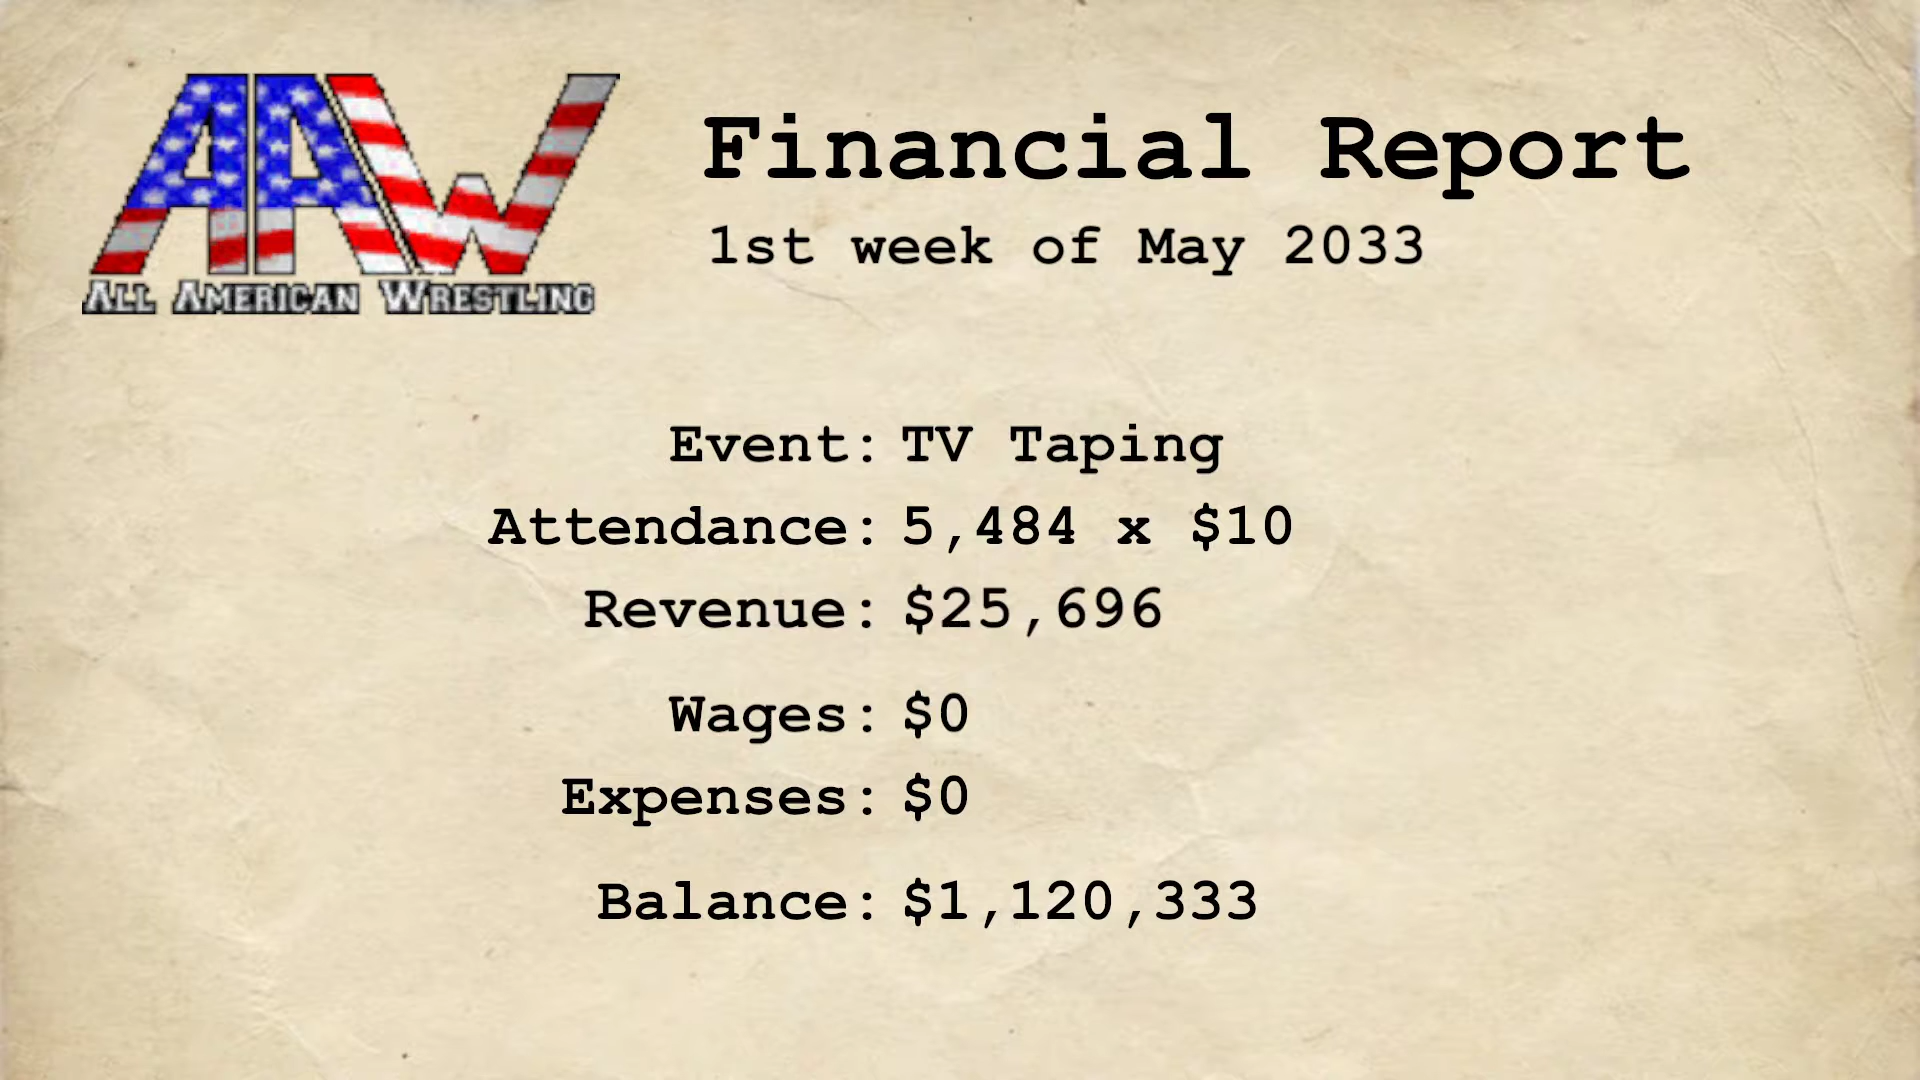 AAW
ALL AMERICAN WRESTLING
Financial Report
1st week of May 2033
Event: TV Taping
Attendance: 5,484 x $10
Revenue: $25,696
Wages: $0
Expenses: $0
Balance: $1,120,333